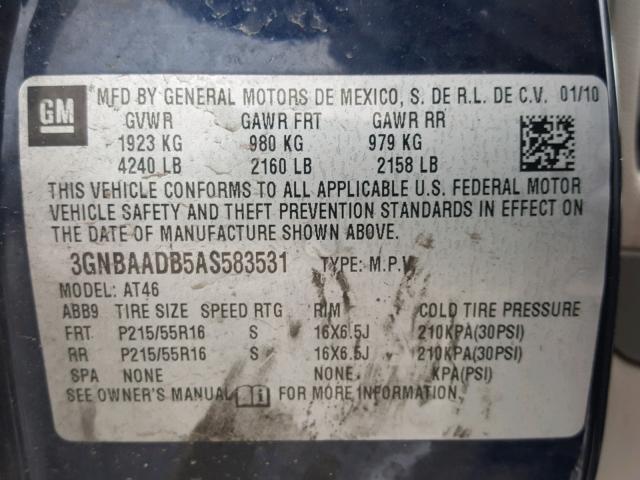 GM
MFD BY GENERAL MOTORS DE MEXICO, S. DE R.L. DE C.V. 01/10
GVWR GAWR FRT GAWR RR
1923 KG 980 KG 979 KG
4240 LB 2160 LB 2158 LB
THIS VEHICLE CONFORMS TO ALL APPLICABLE U.S. FEDERAL MOTOR
VEHICLE SAFETY AND THEFT PREVENTION STANDARDS IN EFFECT ON
THE DATE OF MANUFACTURE SHOWN ABOVE.
3GNBAADB5AS583531 TYPE: M.P.V
MODEL: AT46
ABB9 TIRE SIZE SPEED RTG RIM COLD TIRE PRESSURE
FRT P215/55R16 S 16X6.5J 210KPA(30PSI)
RR P215/55R16 S 16X6.5J 210KPA(30PSI)
SPA NONE NONE KPA(PSI)
SEE OWNER'S MANUAL FOR MORE INFORMATION.